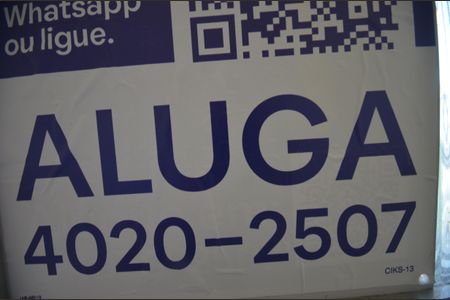 Whatsapp
ou ligue.
ALUGA
4020-2507
CIKS-13